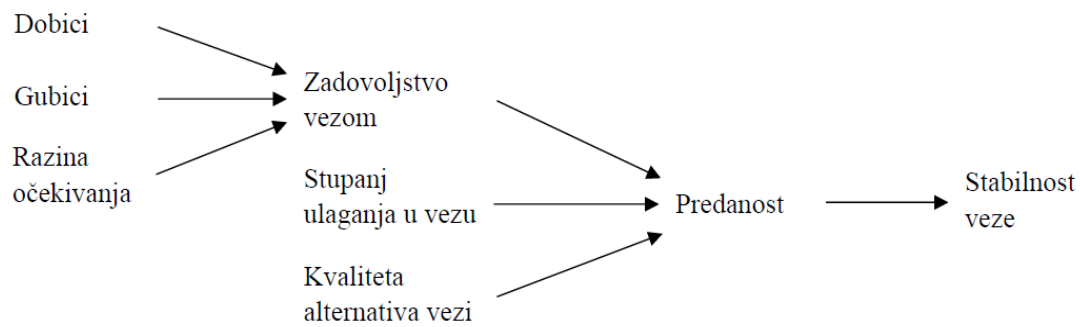 Dobici
Gubici
Razina
očekivanja
Zadovoljstvo
vezom
Stupanj
ulaganja u vezu
Kvaliteta
alternativa vezi
Predanost
Stabilnost
veze